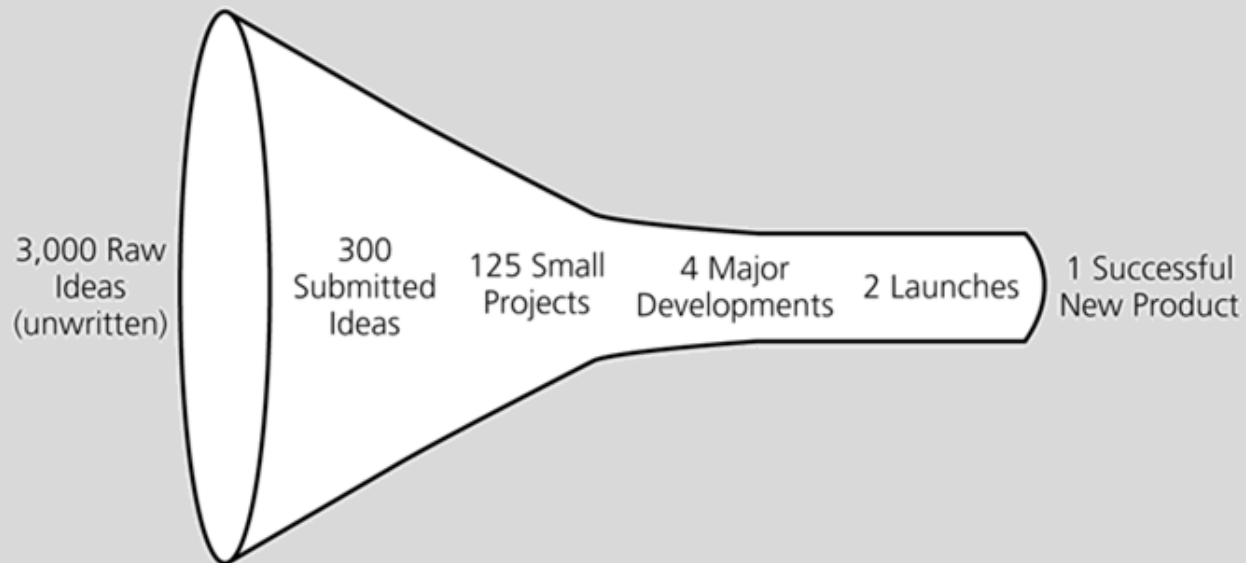 3,000 Raw
Ideas
(unwritten)
300
Submitted
Ideas
125 Small
Projects
4 Major
Developments
2 Launches
1 Successful
New Product